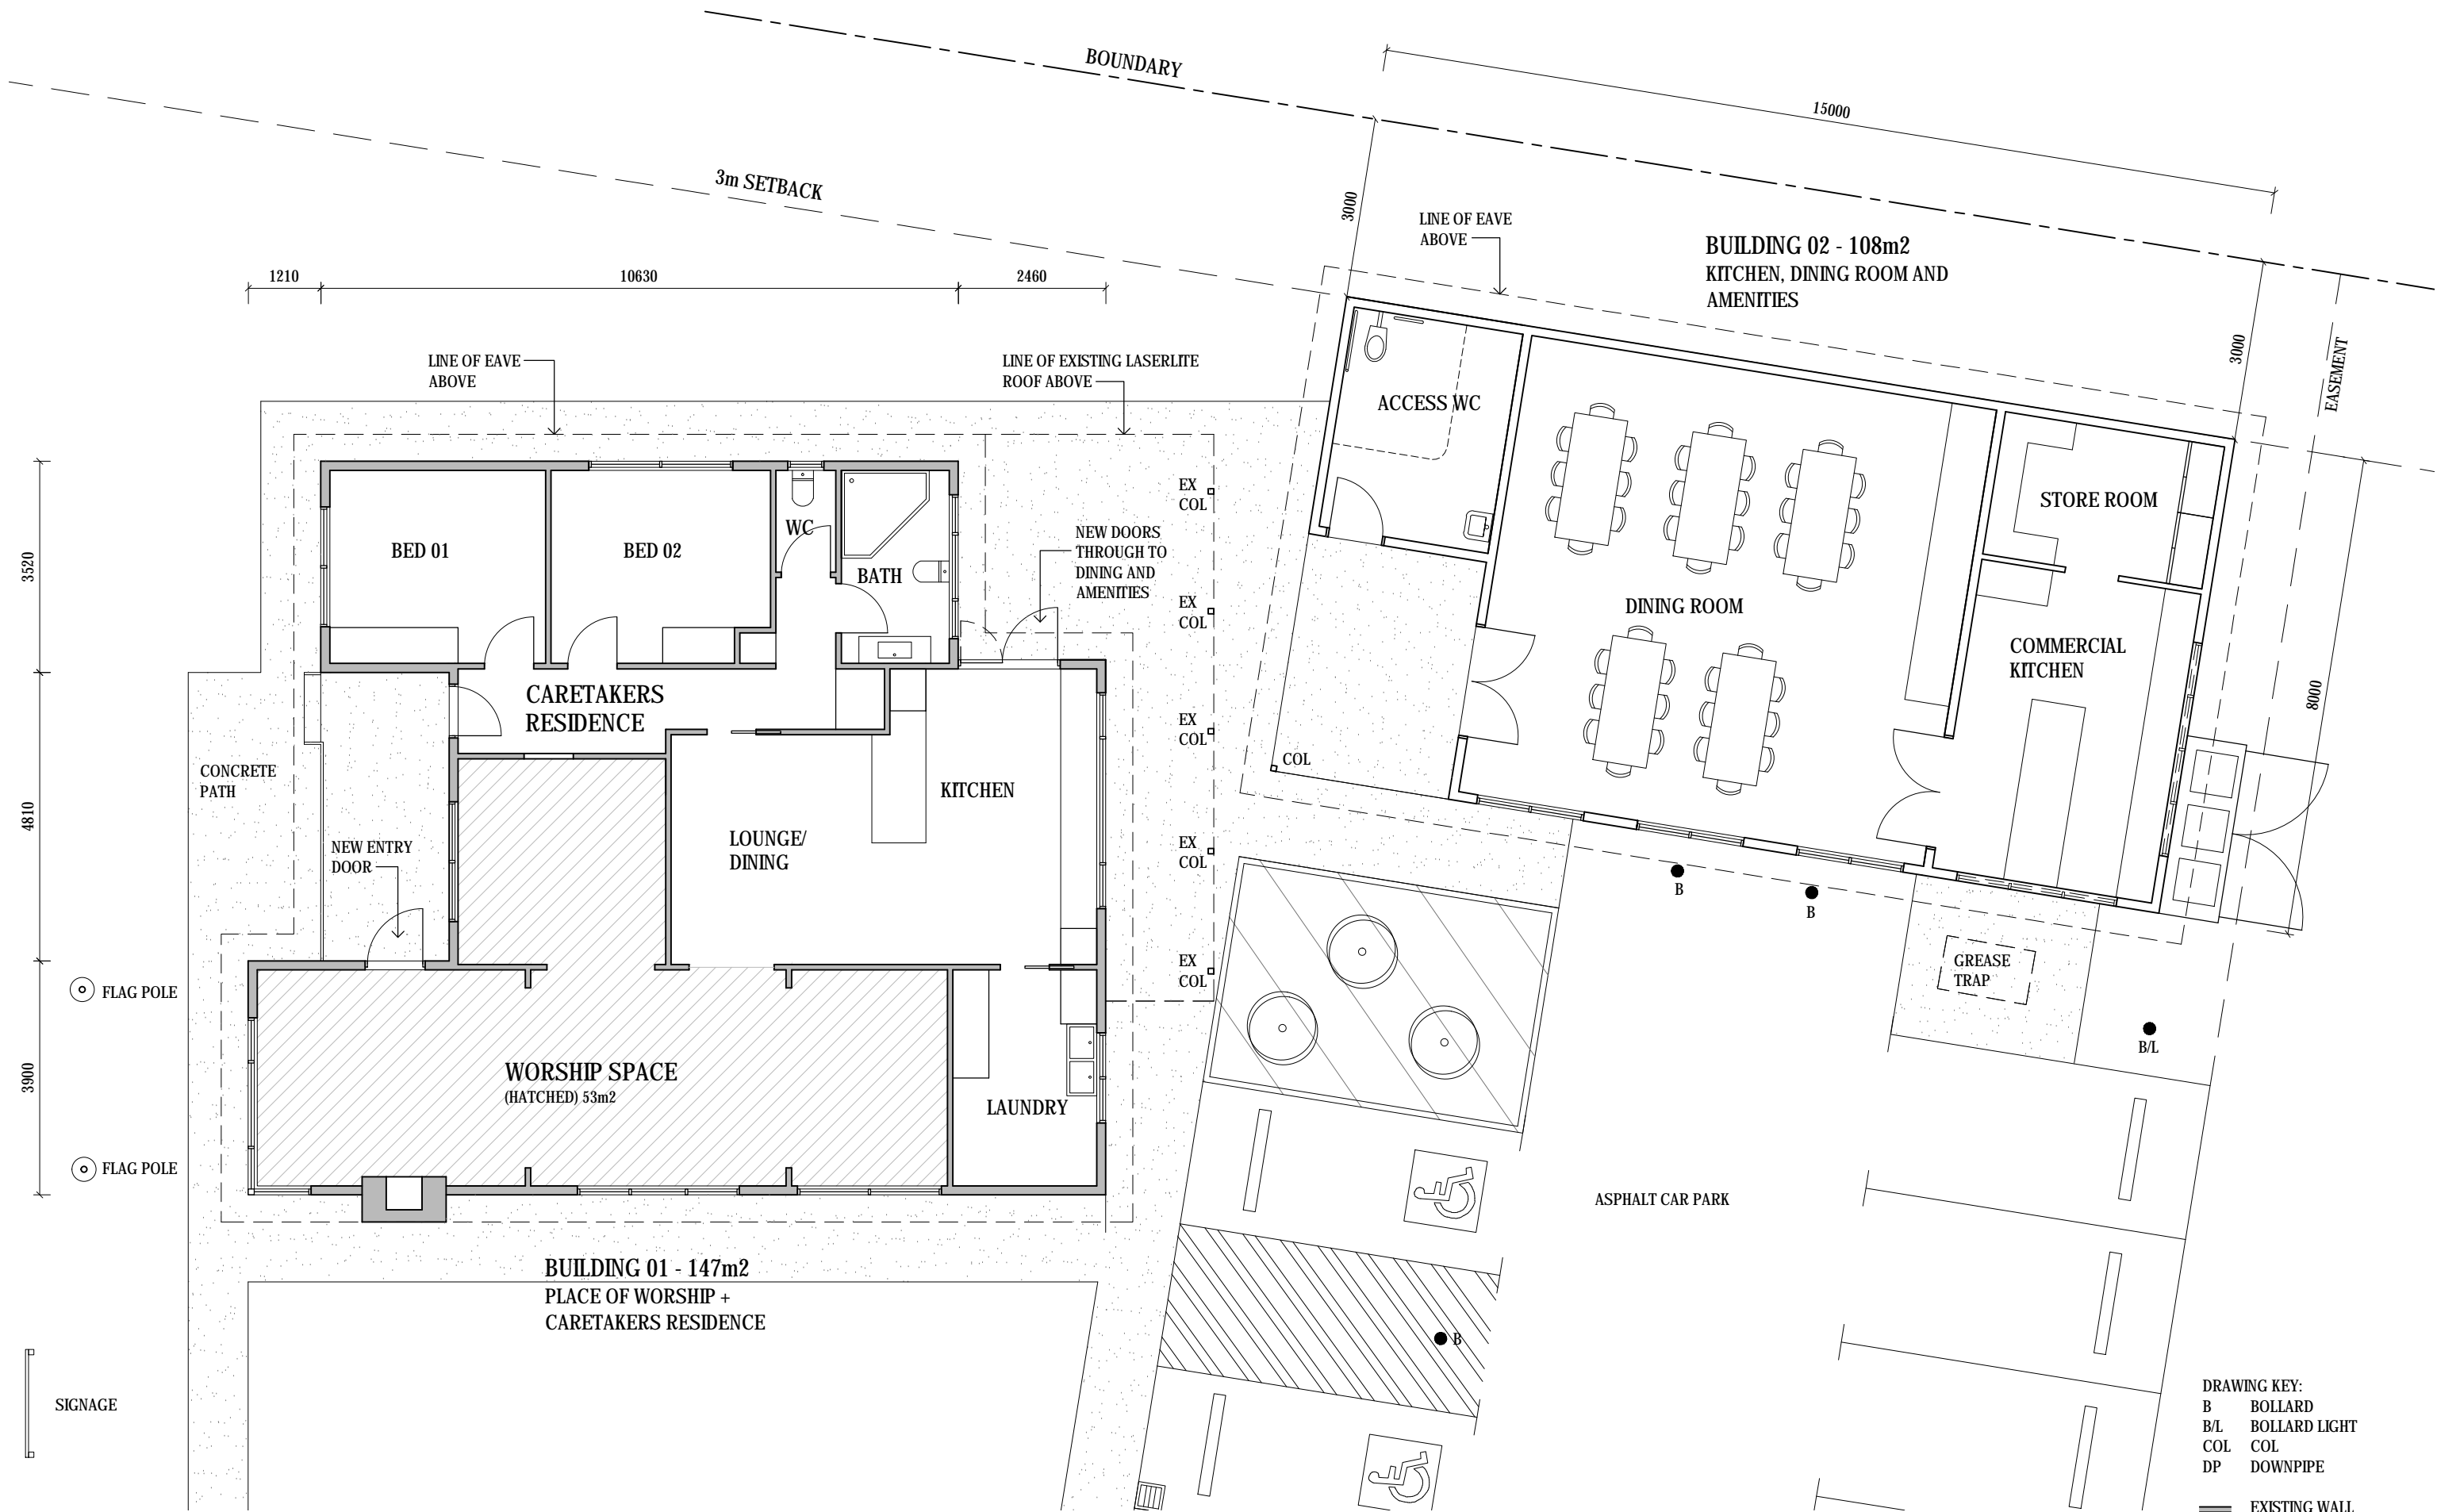 BOUNDARY
15000
3m SETBACK
3000
LINE OF EAVE
ABOVE
BUILDING 02 - 108m2
KITCHEN, DINING ROOM AND
AMENITIES
3000
EASEMENT
1210
10630
2460
LINE OF EAVE
ABOVE
LINE OF EXISTING LASERLITE
ROOF ABOVE
ACCESS WC
STORE ROOM
EX
COL
WC
NEW DOORS
THROUGH TO
DINING AND
AMENITIES
BED 01
BED 02
BATH
3520
EX
COL
DINING ROOM
COMMERCIAL
KITCHEN
8000
CARETAKERS
RESIDENCE
EX
COL
COL
CONCRETE
PATH
KITCHEN
4810
LOUNGE/
DINING
NEW ENTRY
DOOR
EX
COL
B
B
EX
COL
GREASE
TRAP
FLAG POLE
B/L
3900
WORSHIP SPACE
(HATCHED) 53m2
LAUNDRY
FLAG POLE
ASPHALT CAR PARK
BUILDING 01 - 147m2
PLACE OF WORSHIP +
CARETAKERS RESIDENCE
B
SIGNAGE
DRAWING KEY:
B BOLLARD
B/L BOLLARD LIGHT
COL COL
DP DOWNPIPE
EXISTING WALL